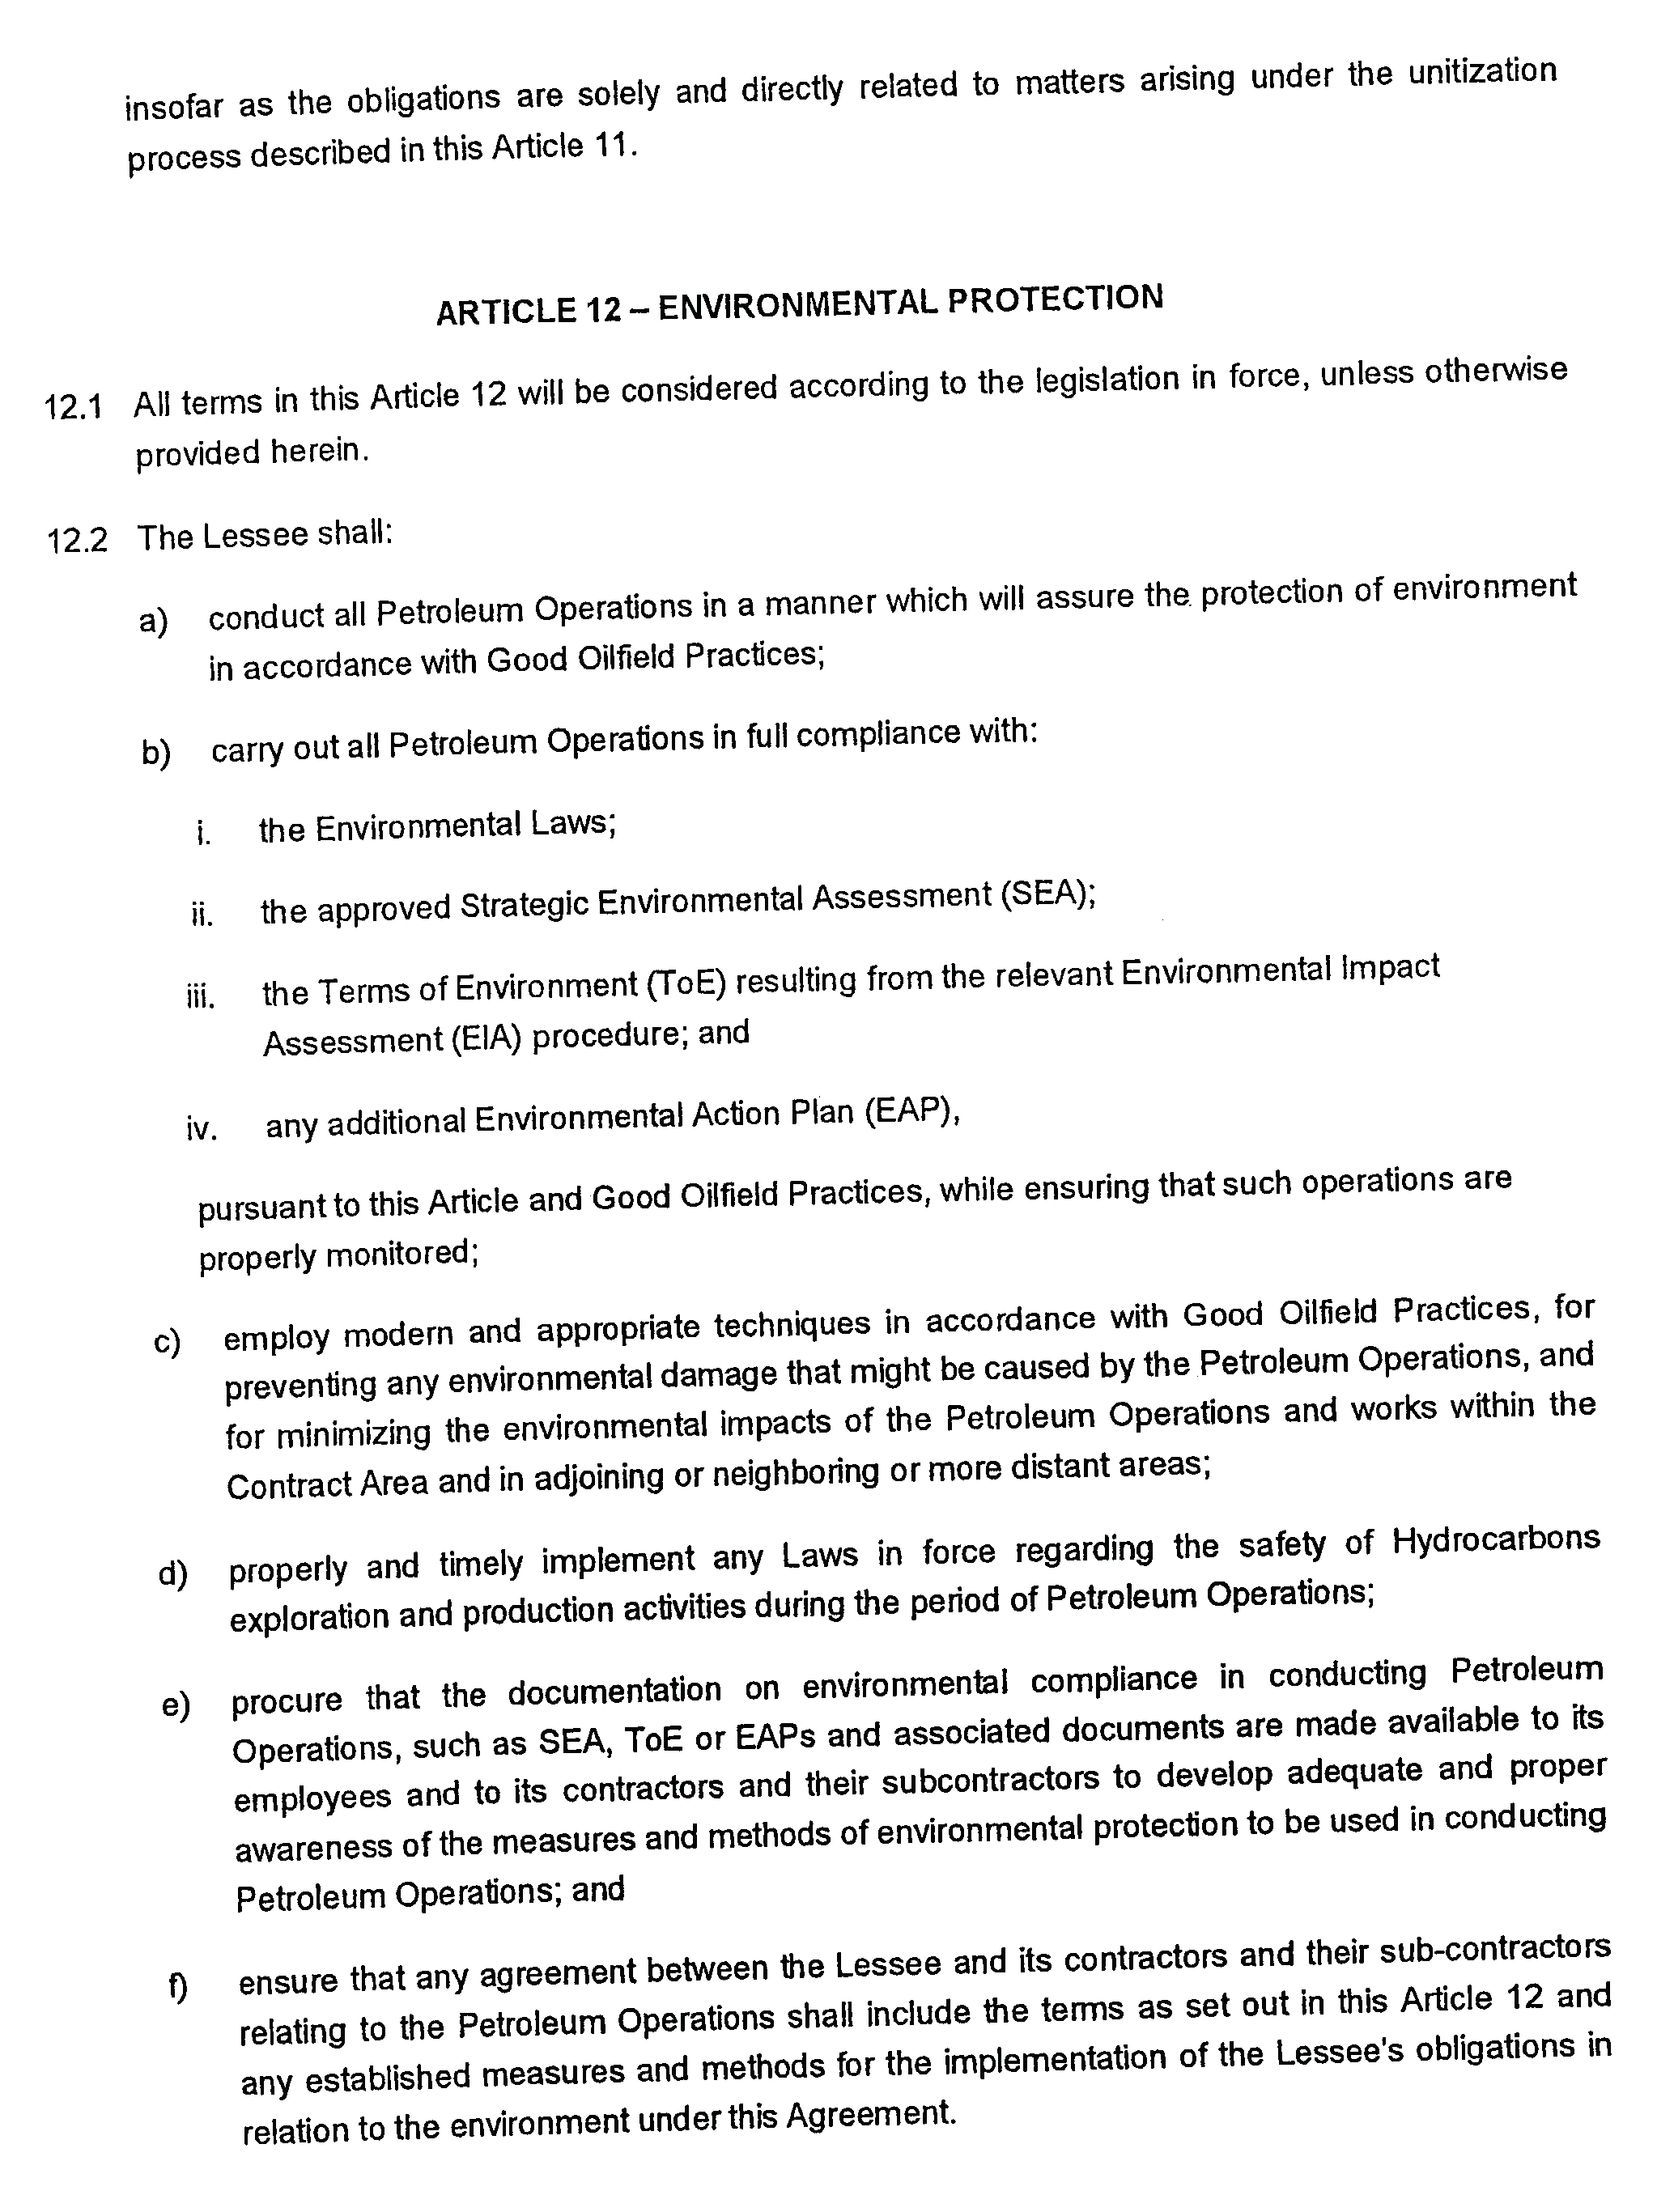 insofar as the obligations are solely and directly related to matters arising under the unitization
process described in this Article 11.
ARTICLE 12 – ENVIRONMENTAL PROTECTION
12.1 All terms in this Article 12 will be considered according to the legislation in force, unless otherwise
provided herein.
12.2 The Lessee shall:
a) conduct all Petroleum Operations in a manner which will assure the protection of environment
in accordance with Good Oilfield Practices;
b) carry out all Petroleum Operations in full compliance with:
i. the Environmental Laws;
ii. the approved Strategic Environmental Assessment (SEA);
iii. the Terms of Environment (ToE) resulting from the relevant Environmental Impact
Assessment (EIA) procedure; and
iv. any additional Environmental Action Plan (EAP),
pursuant to this Article and Good Oilfield Practices, while ensuring that such operations are
properly monitored;
c) employ modern and appropriate techniques in accordance with Good Oilfield Practices, for
preventing any environmental damage that might be caused by the Petroleum Operations, and
for minimizing the environmental impacts of the Petroleum Operations and works within the
Contract Area and in adjoining or neighboring or more distant areas;
d) properly and timely implement any Laws in force regarding the safety of Hydrocarbons
exploration and production activities during the period of Petroleum Operations;
e) procure that the documentation on environmental compliance in conducting Petroleum
Operations, such as SEA, ToE or EAPs and associated documents are made available to its
employees and to its contractors and their subcontractors to develop adequate and proper
awareness of the measures and methods of environmental protection to be used in conducting
Petroleum Operations; and
f) ensure that any agreement between the Lessee and its contractors and their sub-contractors
relating to the Petroleum Operations shall include the terms as set out in this Article 12 and
any established measures and methods for the implementation of the Lessee's obligations in
relation to the environment under this Agreement.